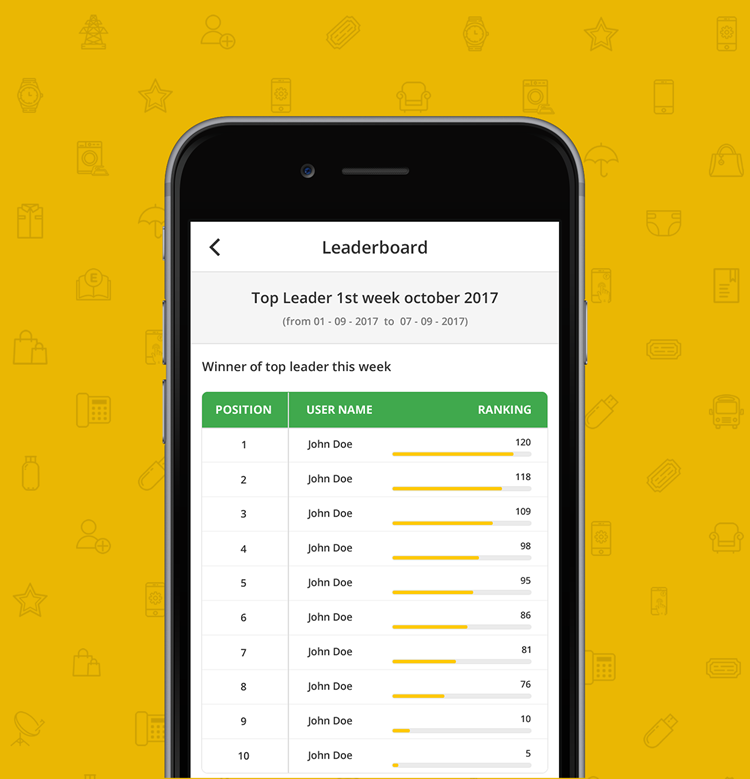 Leaderboard
Top Leader 1st week october 2017
(from 01 - 09 - 2017 to 07 - 09 - 2017)
Winner of top leader this week
POSITION USER NAME RANKING
1 John Doe 120
2 John Doe 118
3 John Doe 109
4 John Doe 98
5 John Doe 95
6 John Doe 86
7 John Doe 81
8 John Doe 76
9 John Doe 10
10 John Doe 5